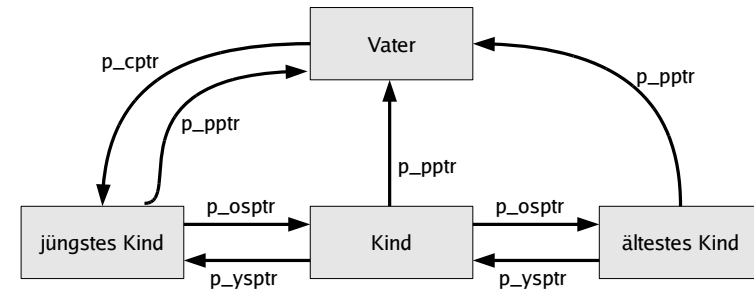 Vater
p_cptr
p_pptr
p_pptr
p_pptr
p_osptr
p_osptr
jüngstes Kind
Kind
ältestes Kind
p_ysptr
p_ysptr